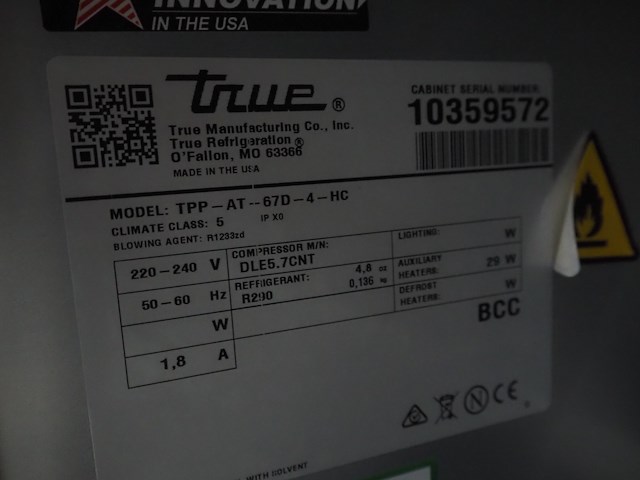 INNOVATION
IN THE USA
true®
CABINET SERIAL NUMBER:
10359572
True Manufacturing Co., Inc.
True Refrigeration®
O'Fallon, MO 63366
MADE IN THE USA
MODEL: TPP-AT--67D-4-HC
CLIMATE CLASS: 5 IP X0
BLOWING AGENT: R1233zd
220-240 V
50-60 Hz
W
1,8 A
COMPRESSOR M/N:
DLE5.7CNT
REFRIGERANT:
R290
4,8 oz
0,136 kg
LIGHTING: W
AUXILIARY
HEATERS: 29 W
DEFROST
HEATERS: W
BCC
CE
WITH SOLVENT